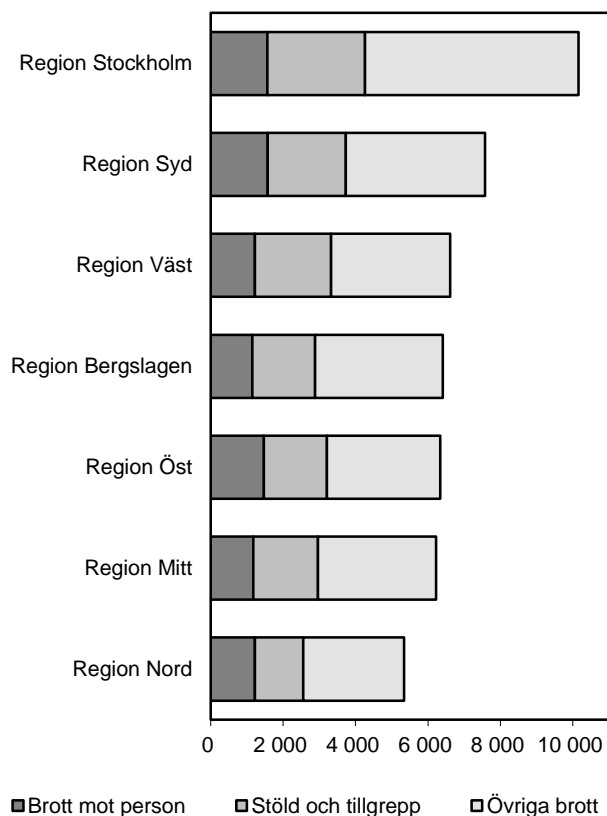 Region Stockholm
Region Syd
Region Väst
Region Bergslagen
Region Öst
Region Mitt
Region Nord
0 2 000 4 000 6 000 8 000 10 000
Brott mot person Stöld och tillgrepp Övriga brott